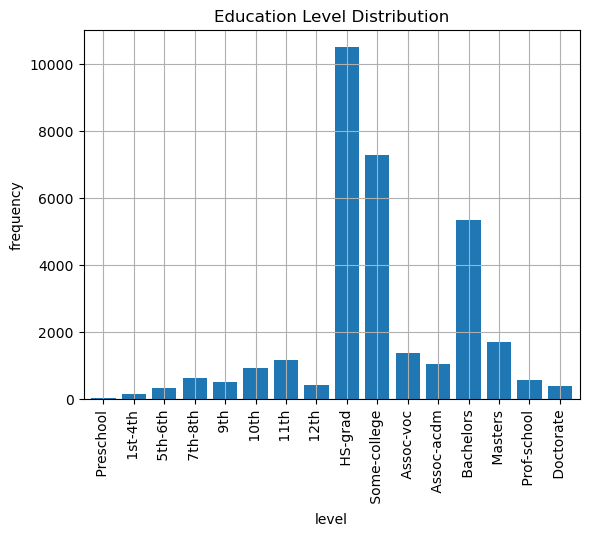 Education Level Distribution
10000
8000
6000
4000
2000
0
frequency
Preschool
1st-4th
5th-6th
7th-8th
9th
10th
11th
12th
HS-grad
Some-college
Assoc-voc
Assoc-acdm
Bachelors
Masters
Prof-school
Doctorate
level